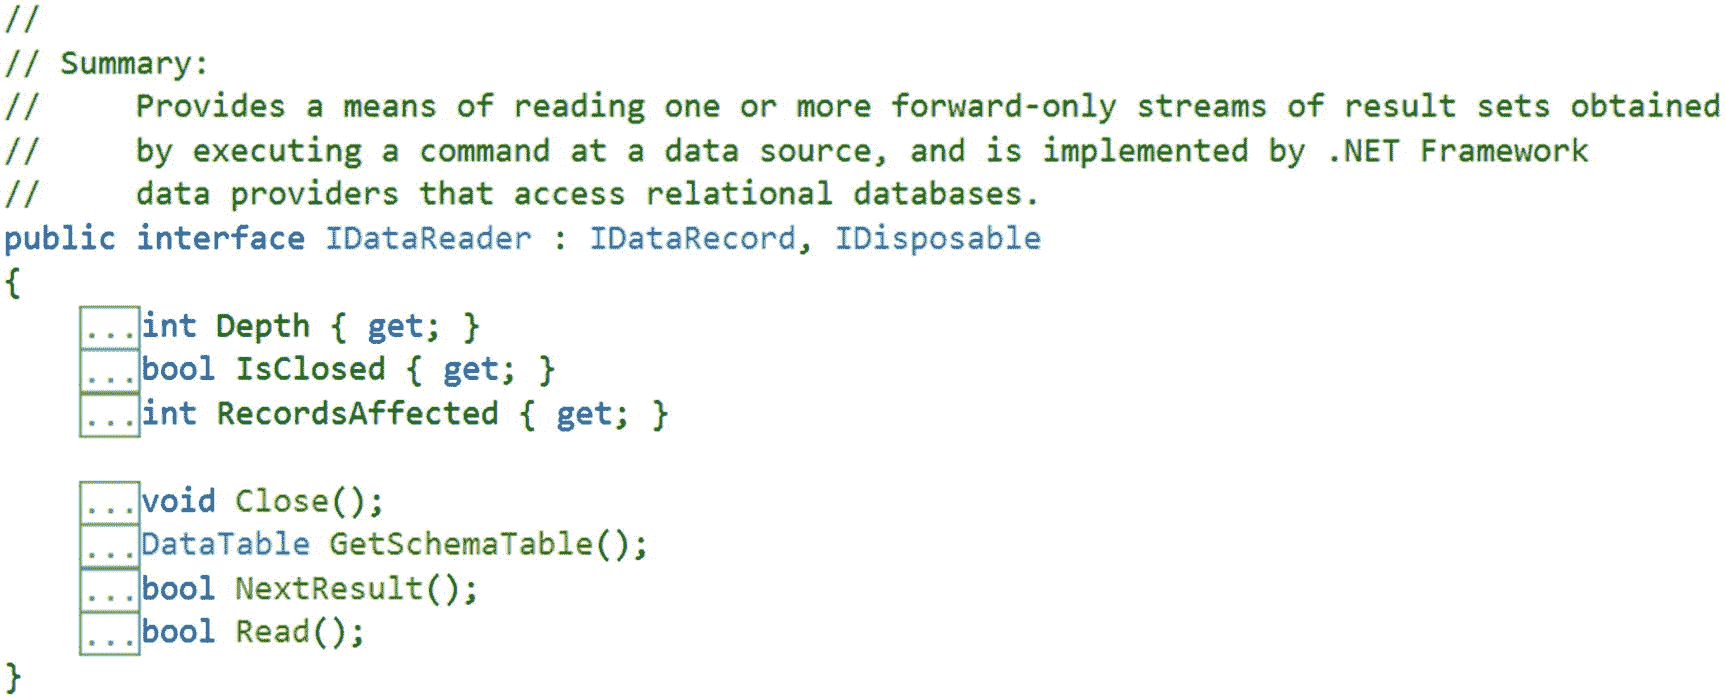 //
// Summary:
//     Provides a means of reading one or more forward-only streams of result sets obtained
//     by executing a command at a data source, and is implemented by .NET Framework
//     data providers that access relational databases.
public interface IDataReader : IDataRecord, IDisposable
{
    ...int Depth { get; }
    ...bool IsClosed { get; }
    ...int RecordsAffected { get; }

    ...void Close();
    ...DataTable GetSchemaTable();
    ...bool NextResult();
    ...bool Read();
}